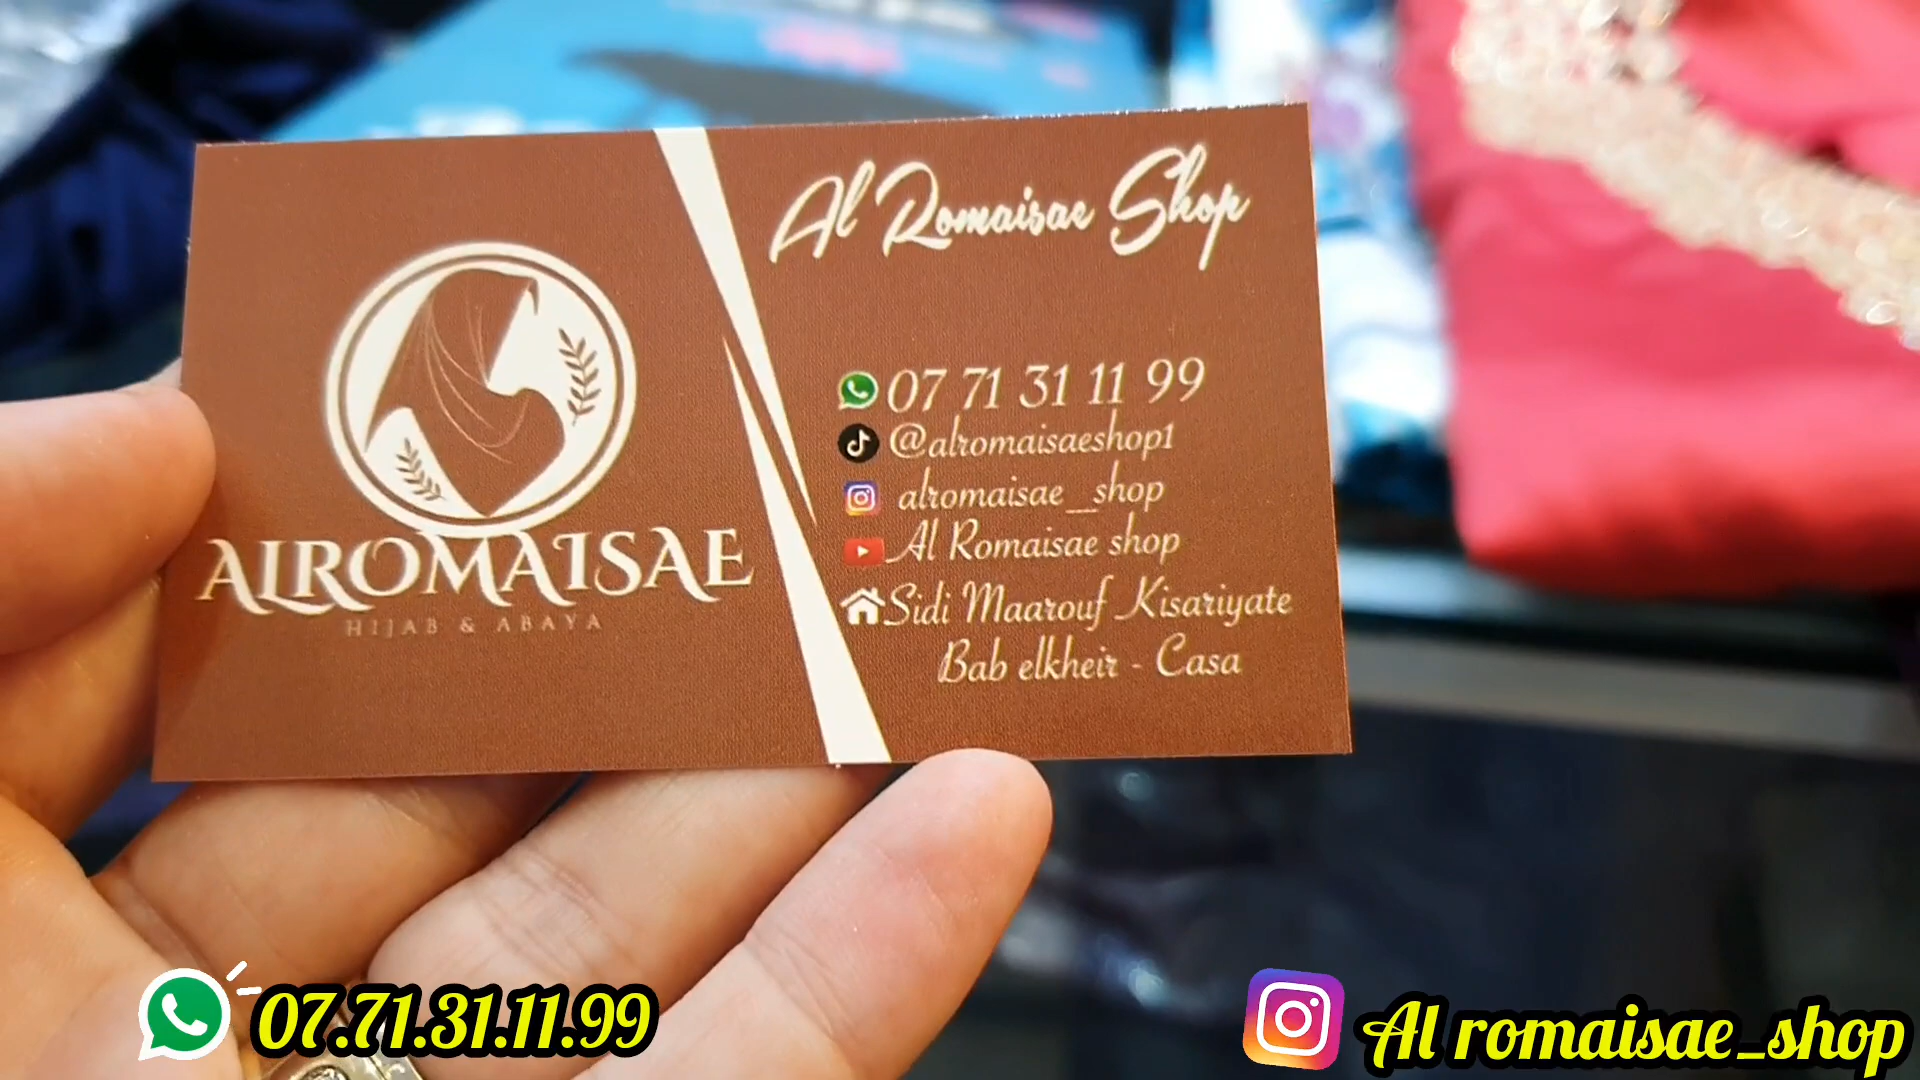 ALROMAISAE
HIJAB & ABAYA
Al Romaisae Shop
07 71 31 11 99
@alromaisaeshop1
alromaisae_shop
Al Romaisae shop
Sidi Maarouf Kisariyate
Bab elkheir - Casa
07.71.31.11.99
Al romaisae_shop